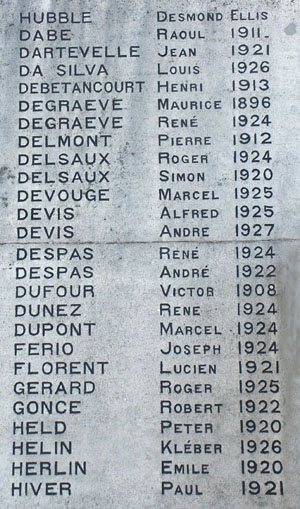 HUBBLE DESMOND ELLIS
DABE RAOUL 1911
DARTEVELLE JEAN 1921
DA SILVA LOUIS 1926
DEBETANCOURT HENRI 1913
DEGRAEVE MAURICE 1896
DEGRAEVE RENÉ 1924
DELMONT PIERRE 1912
DELSAUX ROGER 1924
DELSAUX SIMON 1920
DEVOUGE MARCEL 1925
DEVIS ALFRED 1925
DEVIS ANDRE 1927
DESPAS RENÉ 1924
DESPAS ANDRÉ 1922
DUFOUR VICTOR 1908
DUNEZ RENE 1924
DUPONT MARCEL 1924
FERIO JOSEPH 1924
FLORENT LUCIEN 1921
GERARD ROGER 1925
GONCE ROBERT 1922
HELD PETER 1920
HELIN KLÉBER 1926
HERLIN EMILE 1920
HIVER PAUL 1921